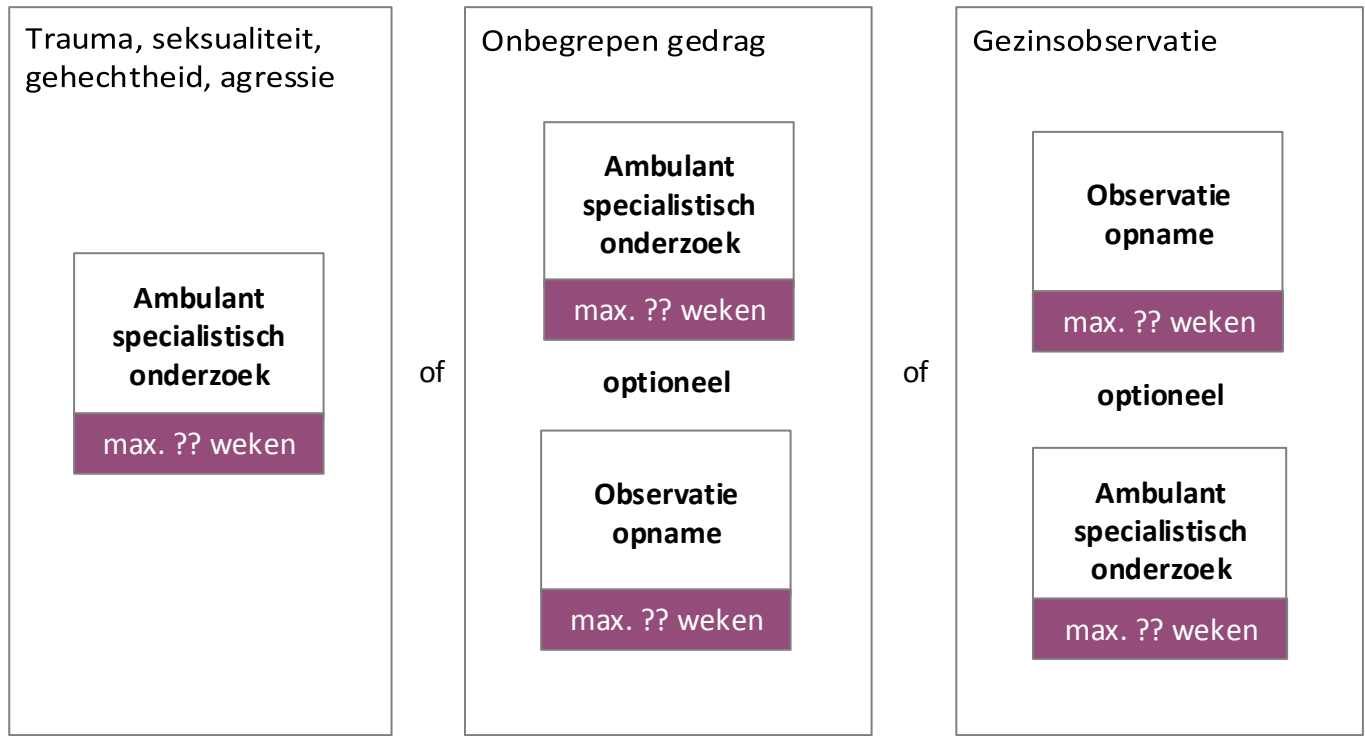 Trauma, seksualiteit,
gehechtheid, agressie
Ambulant
specialistisch
onderzoek
max. ?? weken
of
Onbegrepen gedrag
Ambulant
specialistisch
onderzoek
max. ?? weken
optioneel
Observatie
opname
max. ?? weken
of
Gezinsobservatie
Observatie
opname
max. ?? weken
optioneel
Ambulant
specialistisch
onderzoek
max. ?? weken